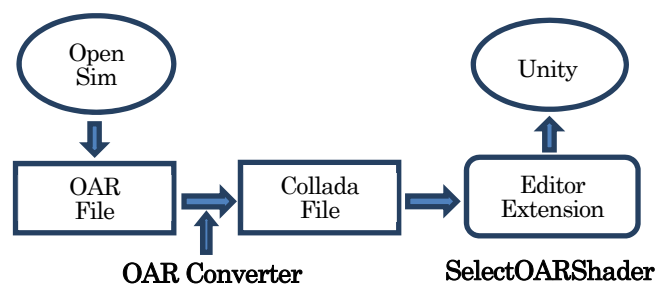 Open
Sim
Unity
OAR
File
Collada
File
Editor
Extension
OAR Converter
SelectOARShader